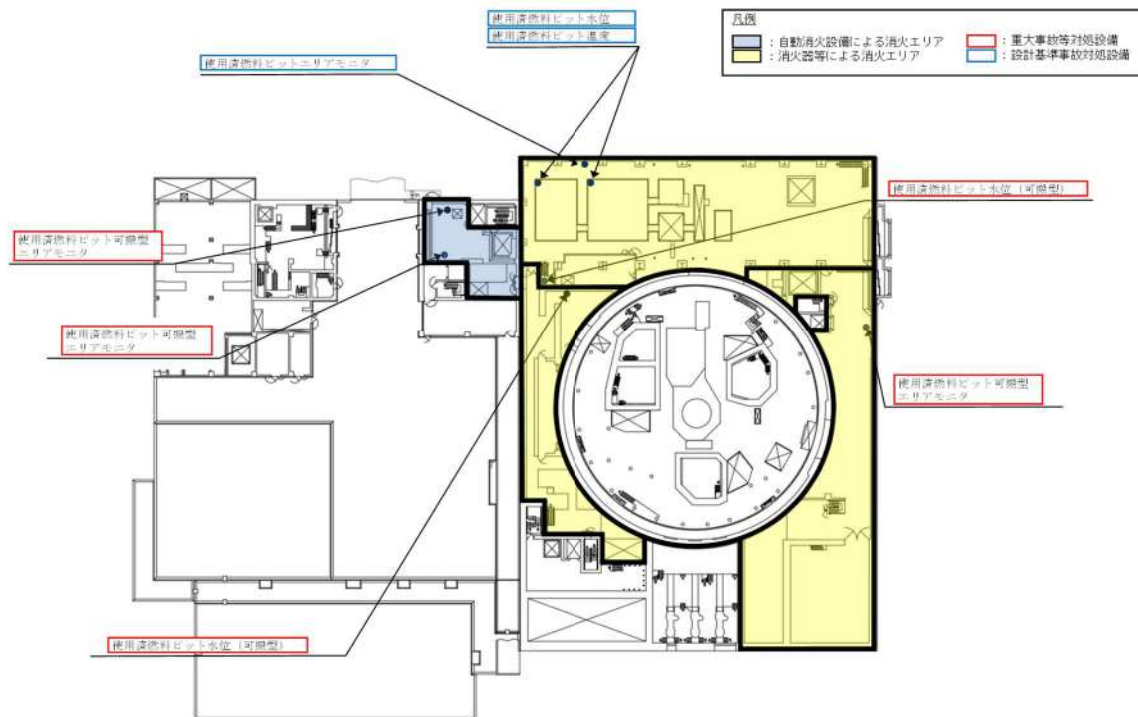 使用済燃料ピット水位
使用済燃料ピット温度
使用済燃料ピットエリアモニタ
凡例
：自動消火設備による消火エリア
：消火器等による消火エリア
：重大事故等対処設備
：設計基準事故対処設備
使用済燃料ピット水位（可搬型）
使用済燃料ピット可搬型
エリアモニタ
使用済燃料ピット可搬型
エリアモニタ
使用済燃料ピット可搬型
エリアモニタ
使用済燃料ピット水位（可搬型）